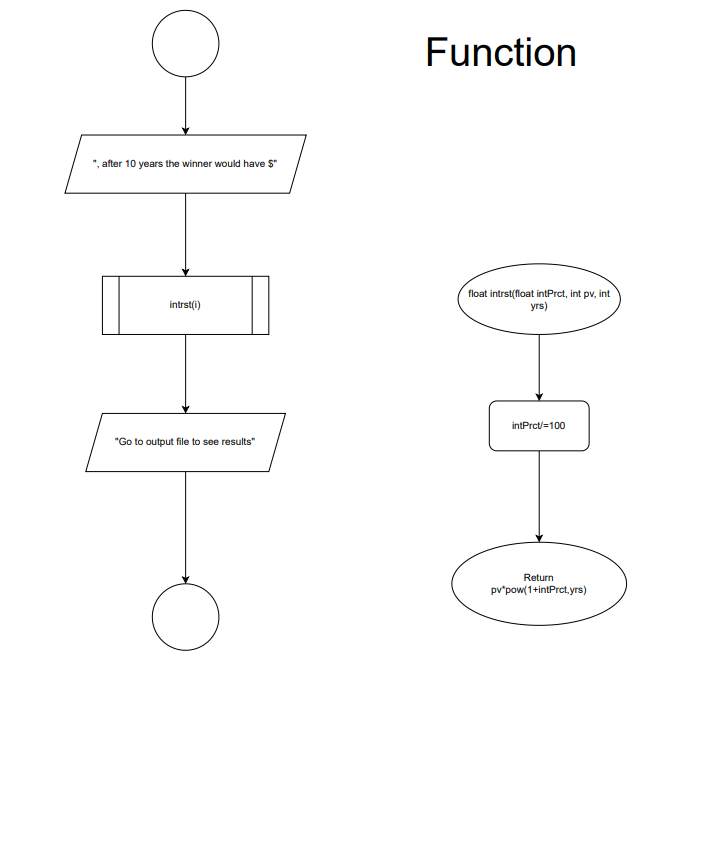 Function
", after 10 years the winner would have $"
intrst(i)
"Go to output file to see results"
float intrst(float intPrct, int pv, int
yrs)
intPrct/=100
Return
pv*pow(1+intPrct,yrs)